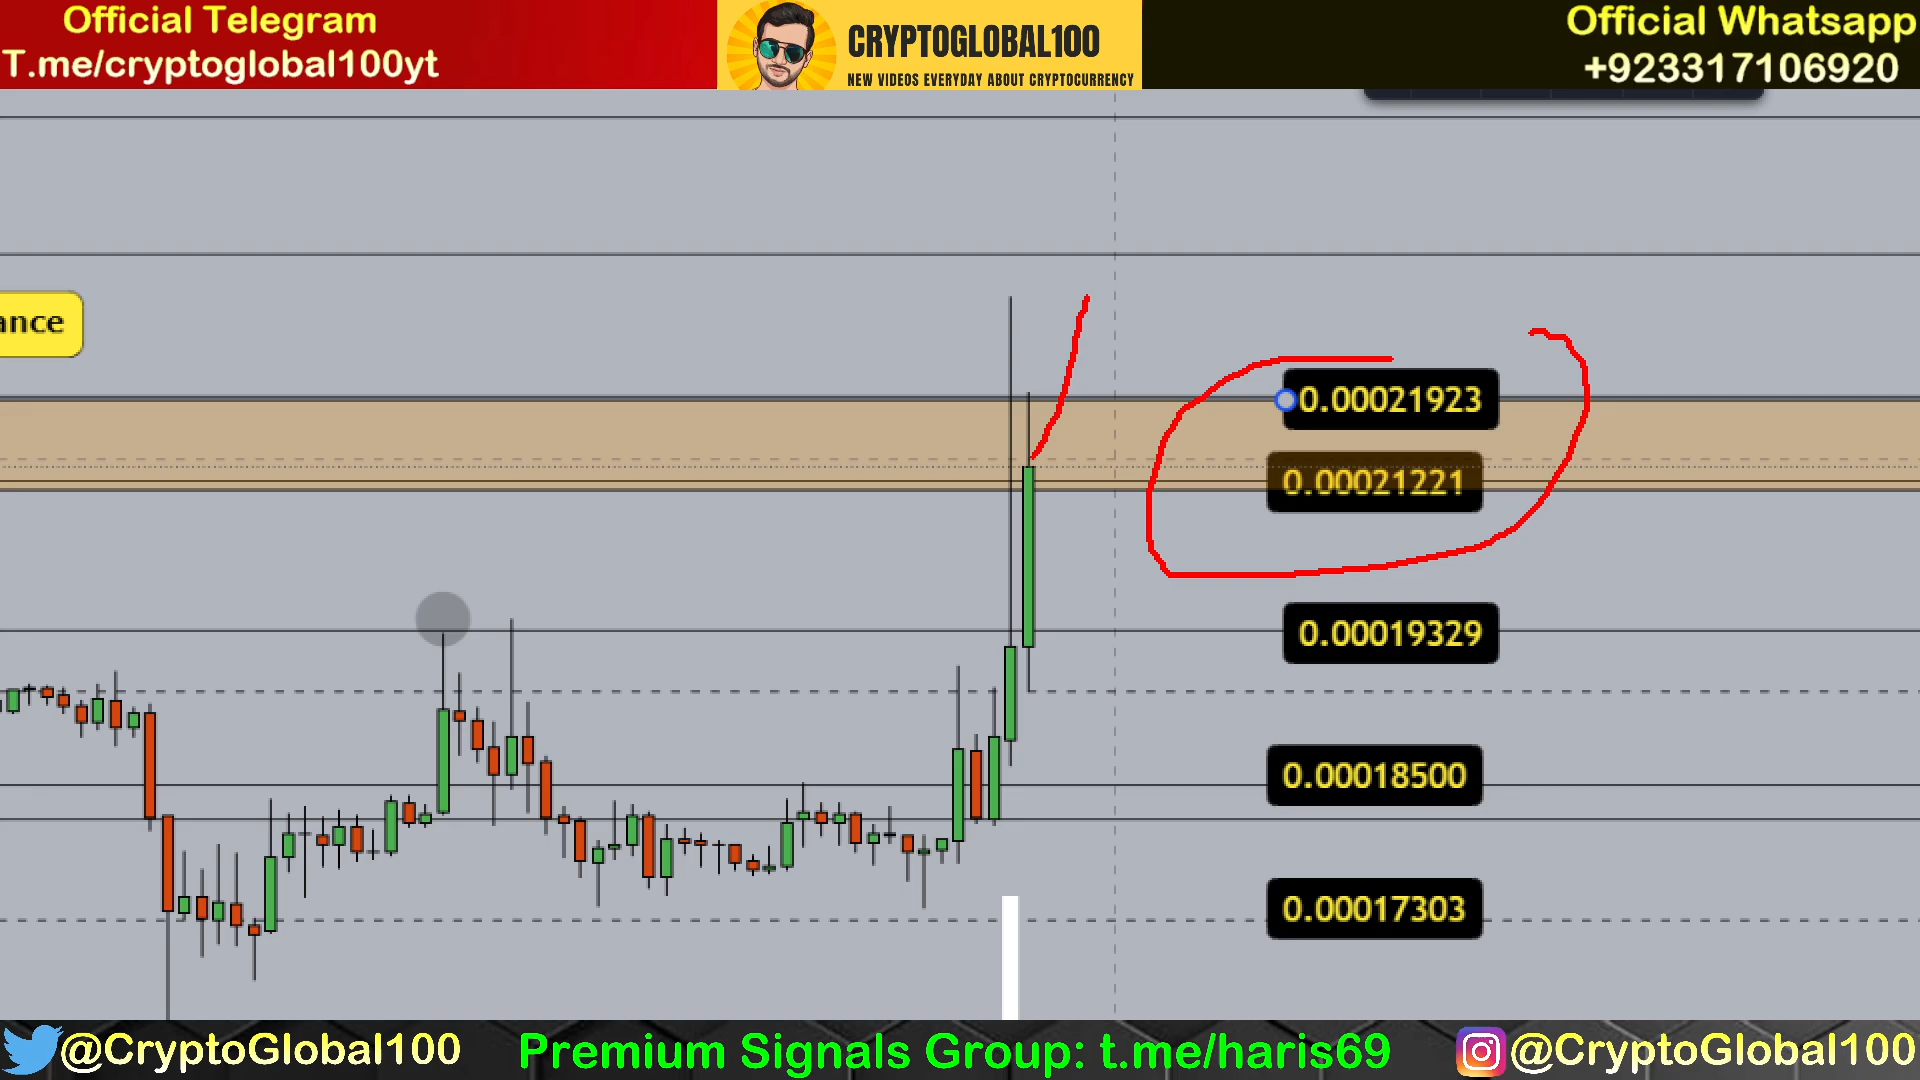 Official Telegram
T.me/cryptoglobal100yt
CRYPTOGLOBAL100
NEW VIDEOS EVERYDAY ABOUT CRYPTOCURRENCY
Official Whatsapp
+923317106920
ance
0.00021923
0.00021221
0.00019329
0.00018500
0.00017303
@CryptoGlobal100
Premium Signals Group: t.me/haris69
@CryptoGlobal100